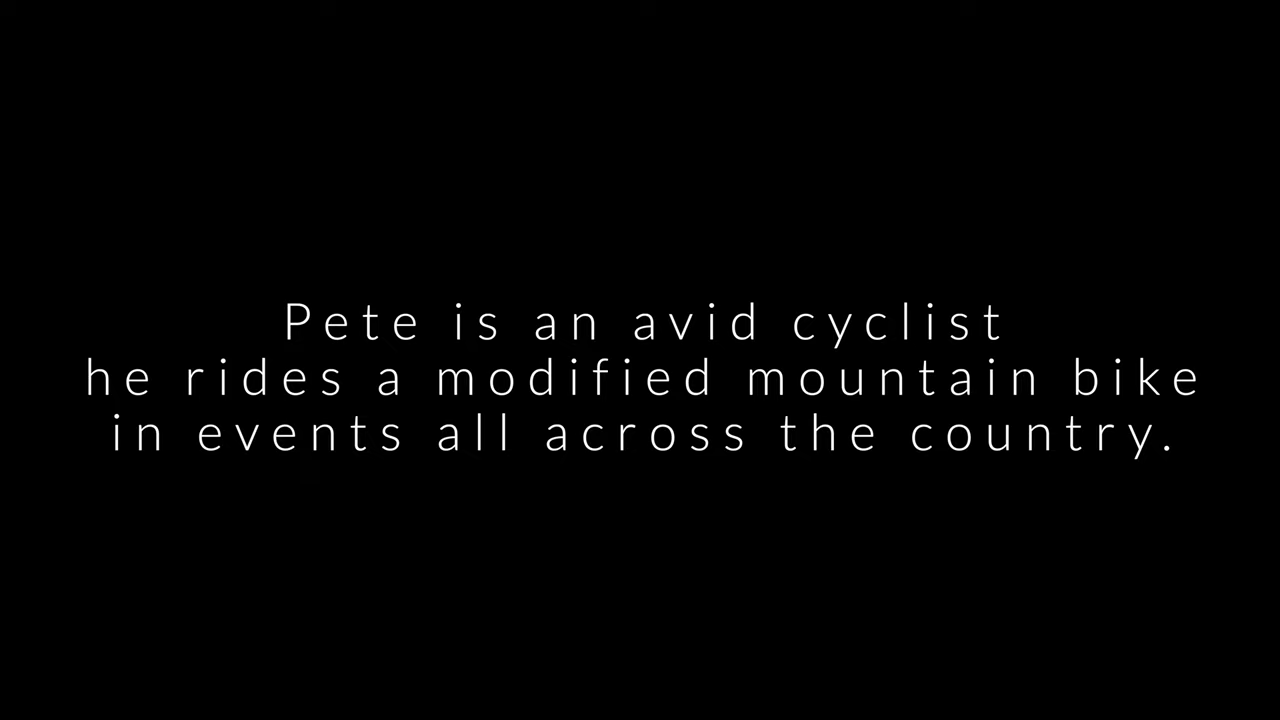 Pete is an avid cyclist
he rides a modified mountain bike
in events all across the country.